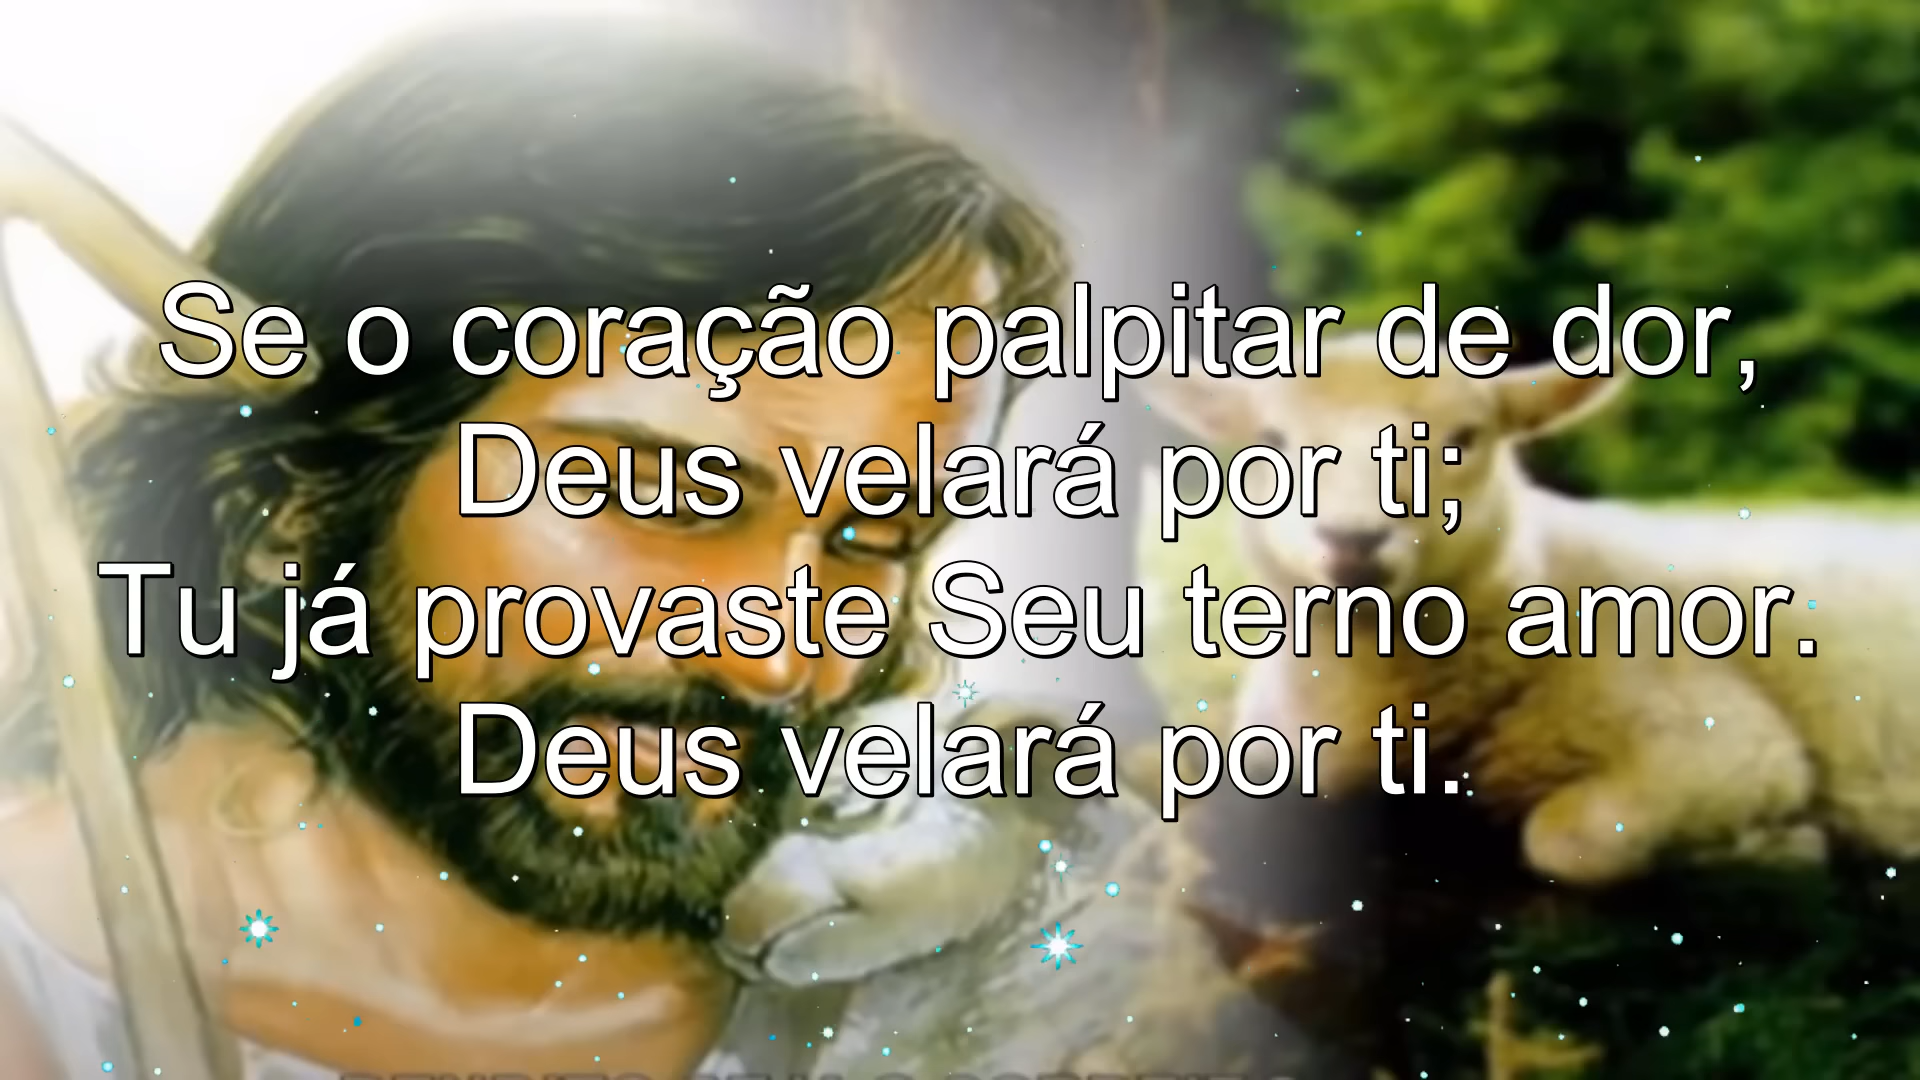 Se o coração palpitar de dor,
Deus velará por ti;
Tu já provaste Seu terno amor.
Deus velará por ti.